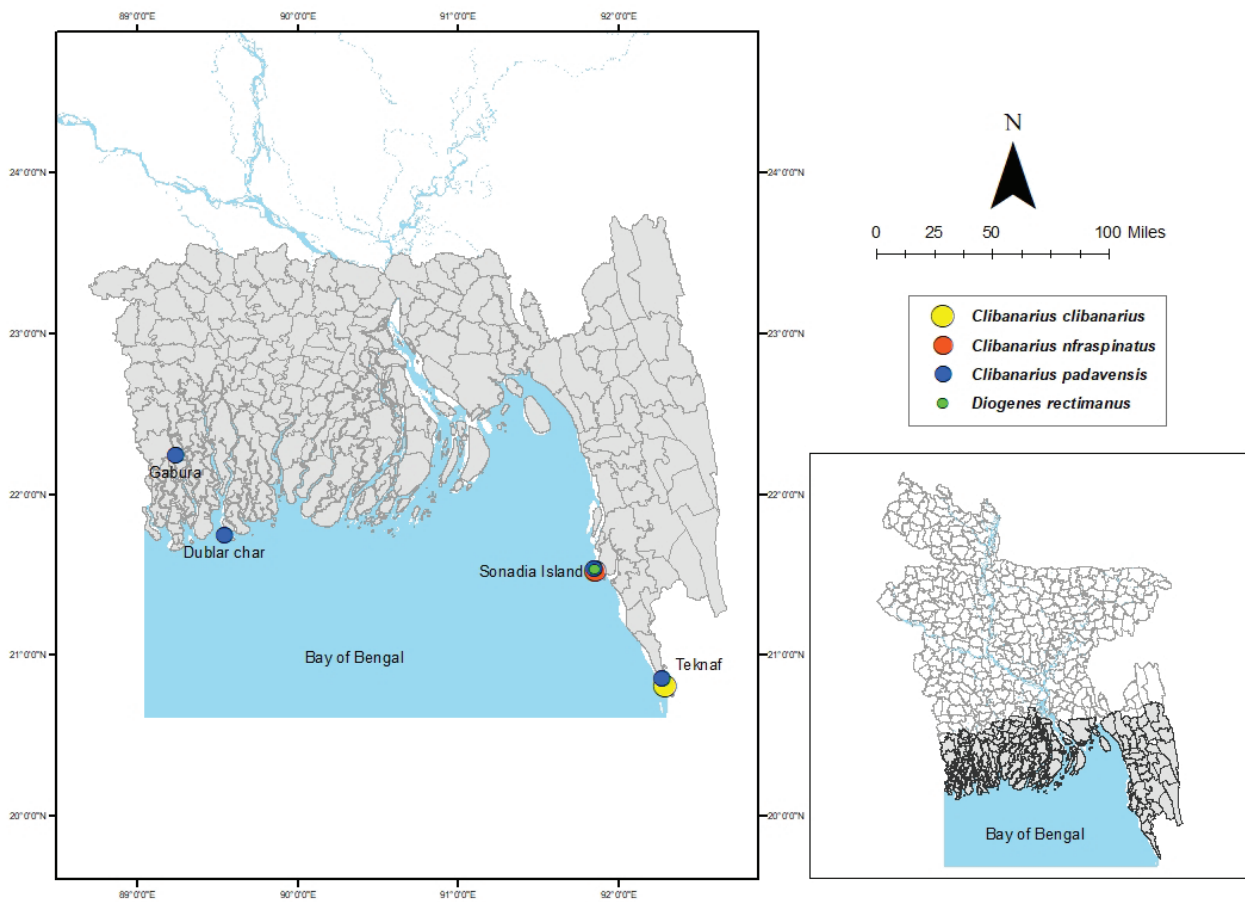 89°0'0"E 90°0'0"E 91°0'0"E 92°0'0"E
24°0'0"N 24°0'0"N
23°0'0"N 23°0'0"N
22°0'0"N 22°0'0"N
21°0'0"N 21°0'0"N
20°0'0"N 20°0'0"N
89°0'0"E 90°0'0"E 91°0'0"E 92°0'0"E
Gabura
Dublar char
Sonadia Island
Bay of Bengal
Teknaf
N
0 25 50 100 Miles
Clibanarius clibanarius
Clibanarius nfraspinatus
Clibanarius padavensis
Diogenes rectimanus
Bay of Bengal